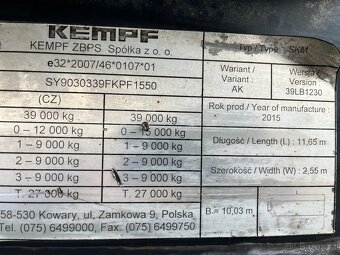 KEMPF
KEMPF ZBPS Spółka z o. o.
e32*2007/46*0107*01
SY9030339FKPF1550
(CZ)
39 000 kg 39 000 kg
0 – 12 000 kg 0 – 000 kg
1 – 9 000 kg 1 – 9 000 kg
2 – 9 000 kg 2 – 9 000 kg
3 – 9 000 kg 3 – 9 000 kg
T. 27 000 kg T. 27 000 kg
58-530 Kowary, ul. Zamkowa 9, Polska
Tel. (075) 6499000, Fax. (075) 6499750
Typ / Type : SKM
Wariant / Variant : AK
Wersja / Version : 39LB1230
Rok prod / Year of manufacture :
2015
Długość / Length (L) : 11,65 m
Szerokość / Width (W) : 2,55 m
B = 10,03 m